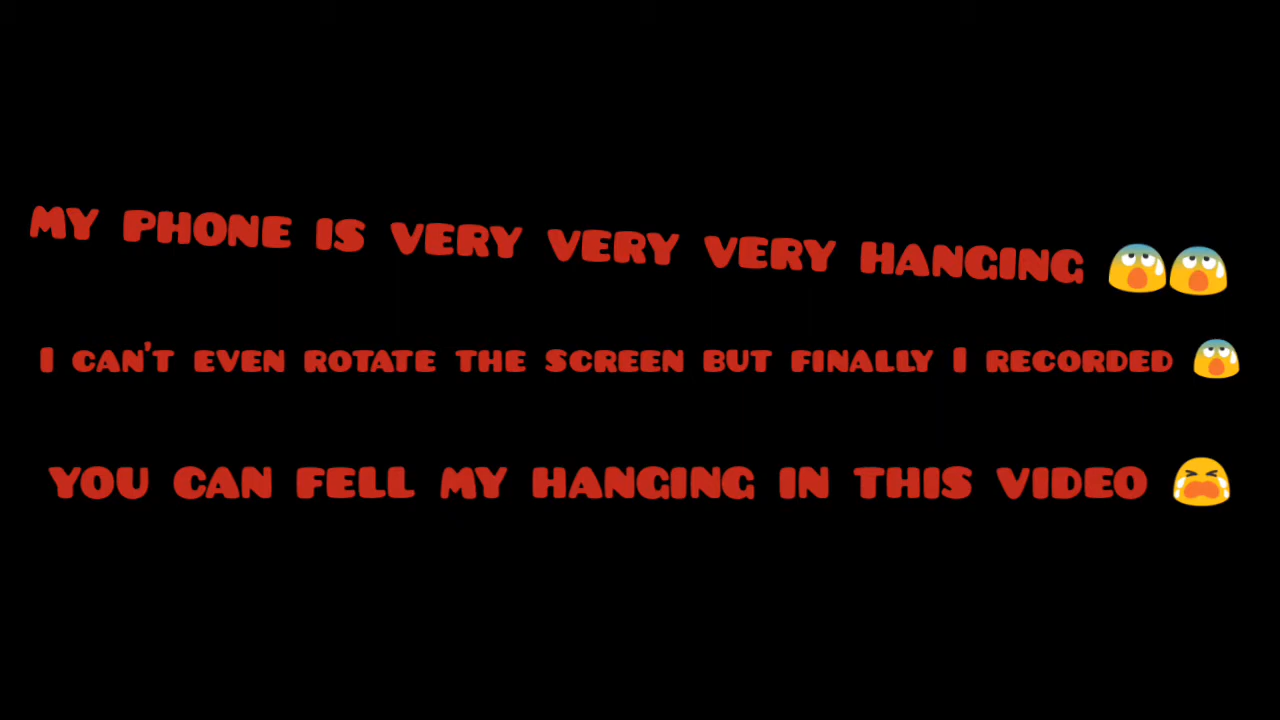 MY PHONE IS VERY VERY VERY HANGING 😰😰
I CAN'T EVEN ROTATE THE SCREEN BUT FINALLY I RECORDED 😰
YOU CAN FELL MY HANGING IN THIS VIDEO 😭